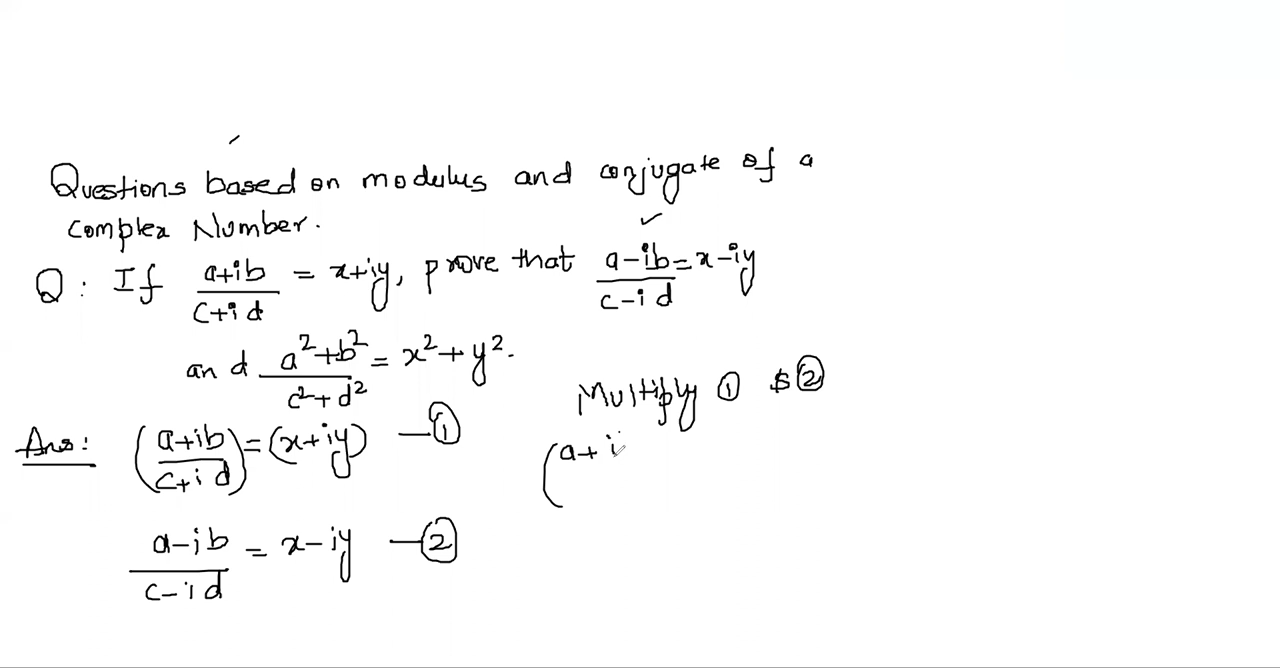 Questions based on modulus and conjugate of a
complex Number.
Q: If (a+ib)/(c+id) = x+iy, prove that (a-ib)/(c-id) = x-iy
and (a²+b²)/(c²+d²) = x²+y².
Ans: ((a+ib)/(c+id)) = (x+iy) —①
(a-ib)/(c-id) = x-iy —②
Multiply ① & ②
(a+i